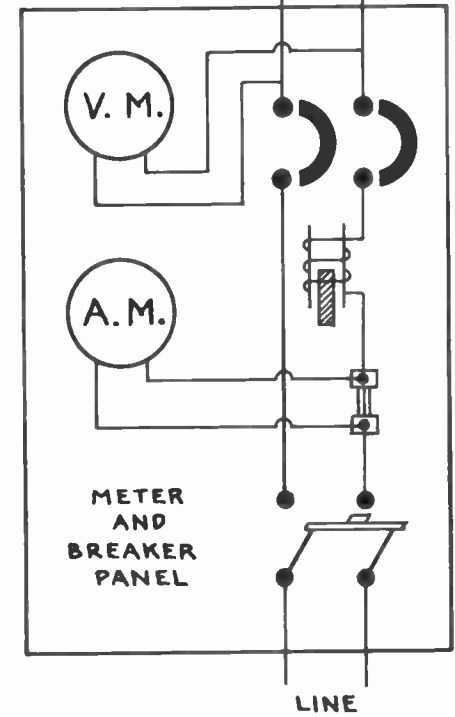 V. M.
A. M.
METER
AND
BREAKER
PANEL
LINE